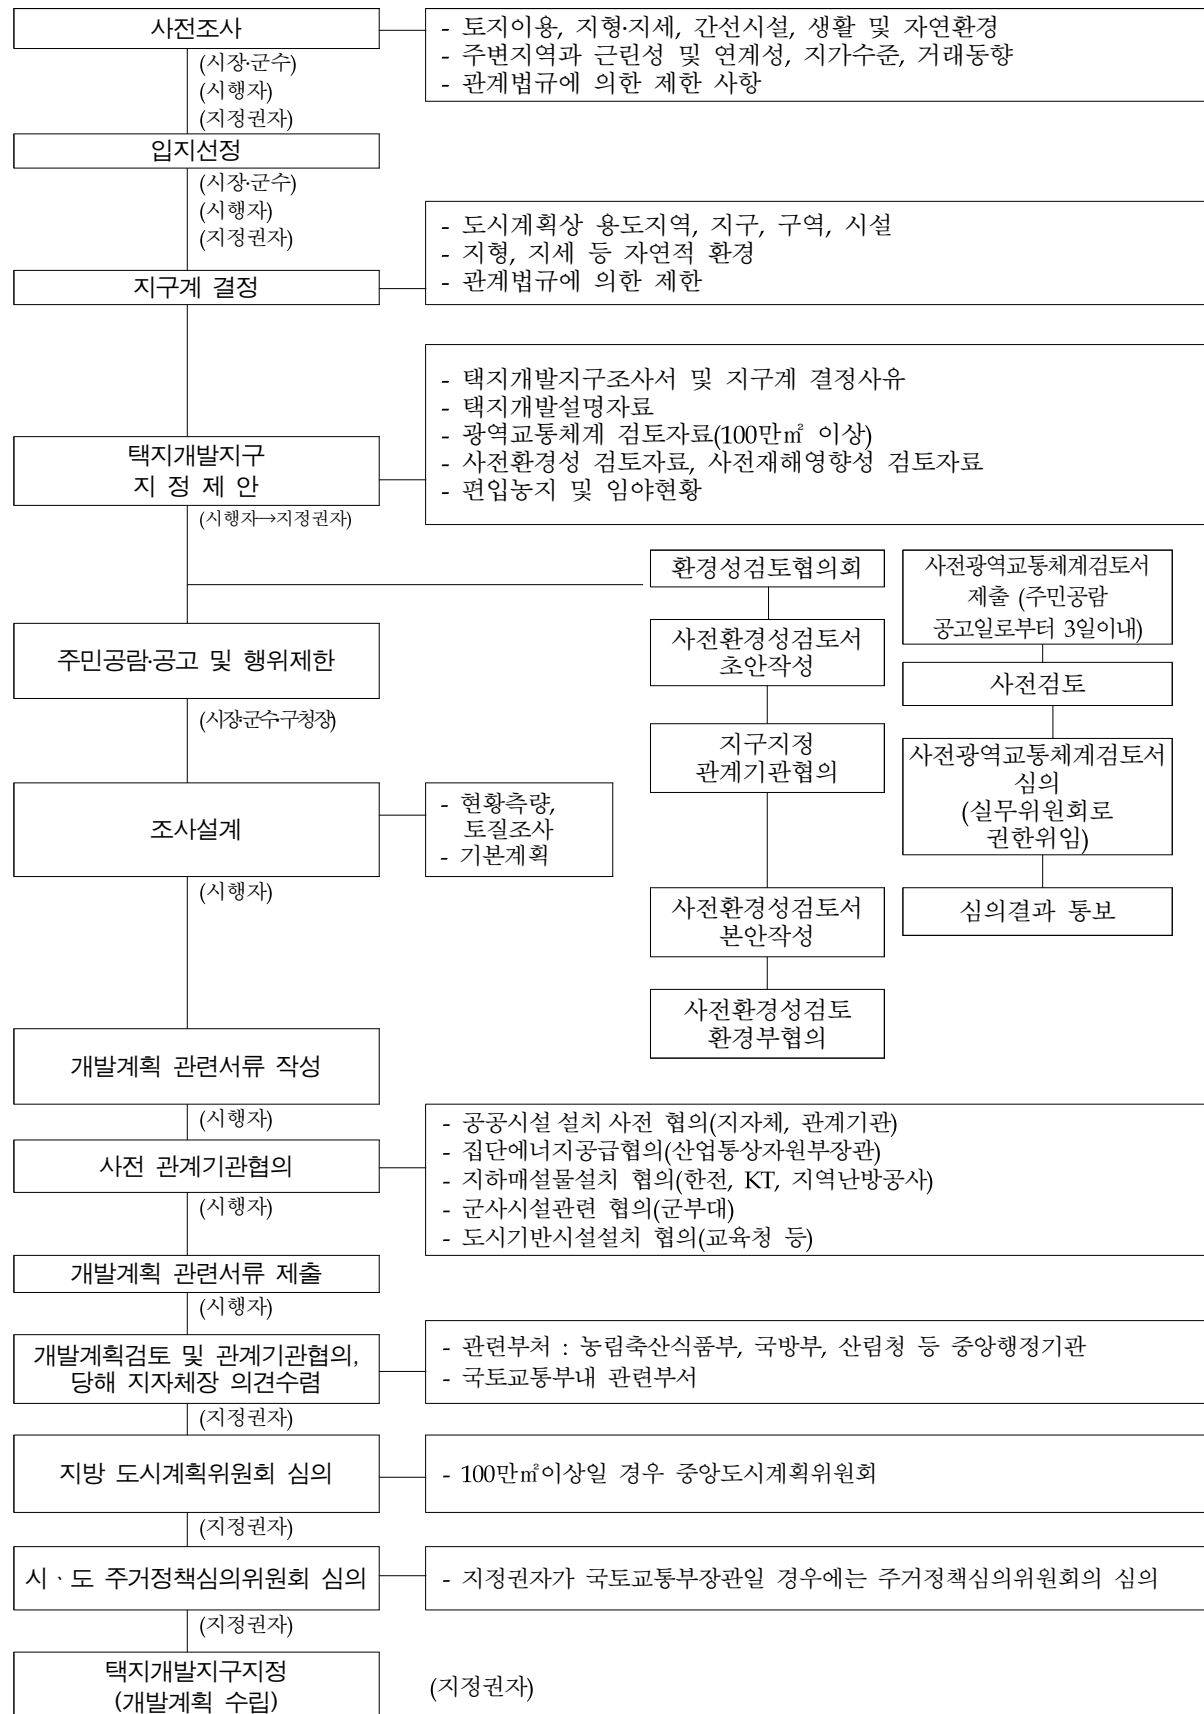 사전조사
- 토지이용, 지형·지세, 간선시설, 생활 및 자연환경
- 주변지역과 근린성 및 연계성, 지가수준, 거래동향
- 관계법규에 의한 제한 사항
(시장·군수)
(시행자)
(지정권자)
입지선정
(시장·군수)
(시행자)
(지정권자)
지구계 결정
- 도시계획상 용도지역, 지구, 구역, 시설
- 지형, 지세 등 자연적 환경
- 관계법규에 의한 제한
택지개발지구
지 정 제 안
(시행자→지정권자)
- 택지개발지구조사서 및 지구계 결정사유
- 택지개발설명자료
- 광역교통체계 검토자료(100만㎡ 이상)
- 사전환경성 검토자료, 사전재해영향성 검토자료
- 편입농지 및 임야현황
환경성검토협의회
사전환경성검토서
초안작성
지구지정
관계기관협의
사전환경성검토서
본안작성
사전환경성검토
환경부협의
사전광역교통체계검토서
제출 (주민공람
공고일로부터 3일이내)
사전검토
사전광역교통체계검토서
심의
(실무위원회로
권한위임)
심의결과 통보
주민공람·공고 및 행위제한
(시장·군수·구청장)
조사설계
- 현황측량,
토질조사
- 기본계획
(시행자)
개발계획 관련서류 작성
(시행자)
사전 관계기관협의
- 공공시설 설치 사전 협의(지자체, 관계기관)
- 집단에너지공급협의(산업통상자원부장관)
- 지하매설물설치 협의(한전, KT, 지역난방공사)
- 군사시설관련 협의(군부대)
- 도시기반시설설치 협의(교육청 등)
(시행자)
개발계획 관련서류 제출
(시행자)
개발계획검토 및 관계기관협의,
당해 지자체장 의견수렴
- 관련부처 : 농림축산식품부, 국방부, 산림청 등 중앙행정기관
- 국토교통부내 관련부서
(지정권자)
지방 도시계획위원회 심의
- 100만㎡이상일 경우 중앙도시계획위원회
(지정권자)
시ㆍ도 주거정책심의위원회 심의
- 지정권자가 국토교통부장관일 경우에는 주거정책심의위원회의 심의
(지정권자)
택지개발지구지정
(개발계획 수립)
(지정권자)